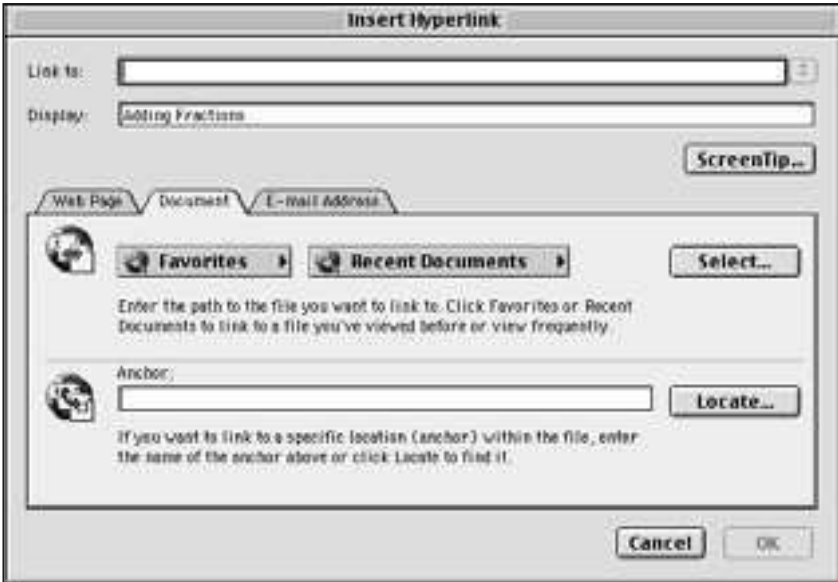 Insert Hyperlink
Link to:
Display: Adding Fractions
ScreenTip...
Web Page Document E-mail Address
Favorites Recent Documents Select...
Enter the path to the file you want to link to. Click Favorites or Recent
Documents to link to a file you've viewed before or view frequently.
Anchor:
Locate...
If you want to link to a specific location (anchor) within the file, enter
the name of the anchor above or click Locate to find it.
Cancel OK